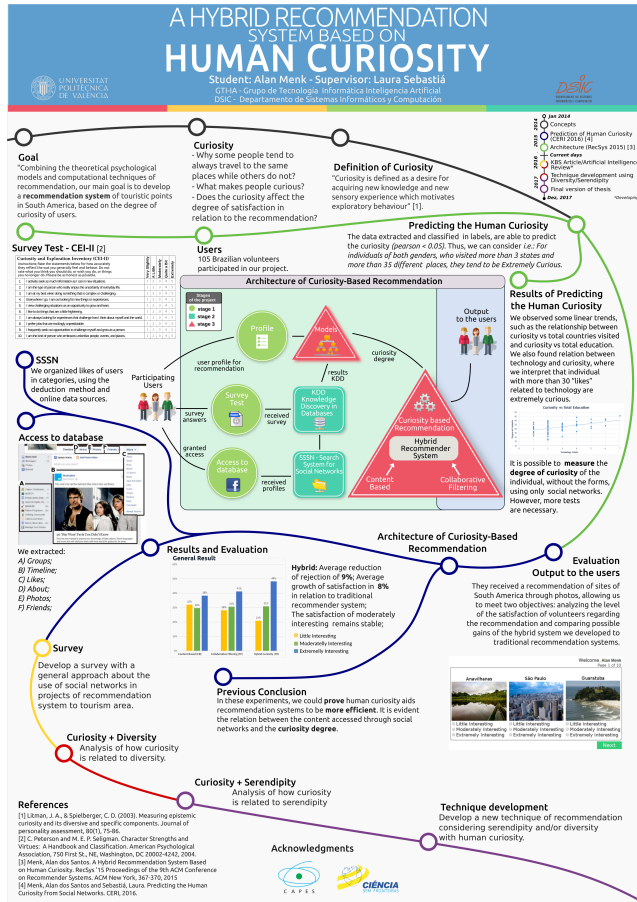 A HYBRID RECOMMENDATION
SYSTEM BASED ON
HUMAN CURIOSITY
Student: Alan Menk - Supervisor: Laura Sebastiá
GTHA - Grupo de Tecnología Informática Inteligencia Artificial
DSIC - Departamento de Sistemas Informáticos y Computación
UNIVERSITAT
POLITÈCNICA
DE VALÈNCIA
DSIC
Jan 2014
Concepts
Prediction of Human Curiosity
(CERI 2016) [4]
Architecture (RecSys 2015) [3]
Current days
KBS Article/Artificial Intelligence
Review*
Technique development using
Diversity/Serendipity
Final version of thesis
Dez, 2017
Goal
"Combining the theoretical psychological
models and computational techniques of
recommendation, our main goal is to develop
a recommendation system of touristic points
in South America, based on the degree of
curiosity of users.
Curiosity
- Why some people tend to
always travel to the same
places while others do not?
- What makes people curious?
- Does the curiosity affect the
degree of satisfaction in
relation to the recommendation?
Definition of Curiosity
"Curiosity is defined as a desire for
acquiring new knowledge and new
sensory experience which motivates
exploratory behaviour" [1].
Predicting the Human Curiosity
The data extracted and classified in labels, are able to predict
the curiosity (pearson < 0.05). Thus, we can consider i.e.: For
individuals of both genders, who visited more than 3 states and
more than 35 different places, they tend to be Extremely Curious.
Users
105 Brazilian volunteers
participated in our project.
Survey Test - CEI-II [2]
Curiosity and Exploration Inventory (CEI-II)
SSSN
We organized likes of users
in categories, using the
deduction method and
online data sources.
Access to database
We extracted:
A) Groups;
B) Timeline;
C) Likes;
D) About;
E) Photos;
F) Friends;
Architecture of Curiosity-Based Recommendation
Stages
of the project
stage 1
stage 2
stage 3
Profile
Models
Output
to the users
user profile for
recommendation
curiosity
degree
results
KDD
Participating
Users
Survey
Test
KDD
Knowledge
Discovery in
Databases
survey
answers
received
survey
Curiosity based
Recommendation
Hybrid
Recommender
System
granted
access
Access to
database
SSSN - Search
System for
Social Networks
received
profiles
Content
Based
Collaborative
Filtering
Results of Predicting
the Human Curiosity
We observed some linear trends,
such as the relationship between
curiosity vs total countries visited
and curiosity vs total education.
We also found relation between
technology and curiosity, where
we interpret that individual
with more than 30 "likes"
related to technology are
extremely curious.
Curiosity vs Total Education
It is possible to measure the
degree of curiosity of the
individual, without the forms,
using only social networks.
However, more tests
are necessary.
Results and Evaluation
General Result
Hybrid: Average reduction
of rejection of 9%; Average
growth of satisfaction in 8%
in relation to traditional
recommender system;
The satisfaction of moderately
interesting remains stable;
Little Interesting
Moderatelly Interesting
Extremely Interesting
Architecture of Curiosity-Based
Recommendation
Evaluation
Output to the users
They received a recommendation of sites of
South America through photos, allowing us
to meet two objectives: analyzing the level
of the satisfaction of volunteers regarding
the recommendation and comparing possible
gains of the hybrid system we developed to
traditional recommendation systems.
Welcome, Alan Menk
Page 1 of 10
Anavilhanas
São Paulo
Guaratuba
Little Interesting
Moderately Interesting
Extremely Interesting
Little Interesting
Moderately Interesting
Extremely Interesting
Little Interesting
Moderately Interesting
Extremely Interesting
Next
Survey
Develop a survey with a
general approach about the
use of social networks in
projects of recommendation
system to tourism area.
Previous Conclusion
In these experiments, we could prove human curiosity aids
recommendation systems to be more efficient. It is evident
the relation between the content accessed through social
networks and the curiosity degree.
Curiosity + Diversity
Analysis of how curiosity
is related to diversity.
Curiosity + Serendipity
Analysis of how curiosity
is related to serendipity
Technique development
Develop a new technique of recommendation
considering serendipity and/or diversity
with human curiosity.
References
[1] Litman, J. A., & Spielberger, C. D. (2003). Measuring epistemic
curiosity and its diversive and specific components. Journal of
personality assessment, 80(1), 75-86.
[2] C. Peterson and M. E. P. Seligman. Character Strengths and
Virtues: A Handbook and Classification. American Psychological
Association, 750 First St., NE, Washington, DC 20002-4242, 2004.
[3] Menk, Alan dos Santos. A Hybrid Recommendation System Based
on Human Curiosity. RecSys '15 Proceedings of the 9th ACM Conference
on Recommender Systems. ACM New York, 367-370, 2015
[4] Menk, Alan dos Santos and Sebastiá, Laura. Predicting the Human
Curiosity from Social Networks. CERI, 2016.
Acknowledgments
CAPES
CIÊNCIA
SEM FRONTEIRAS